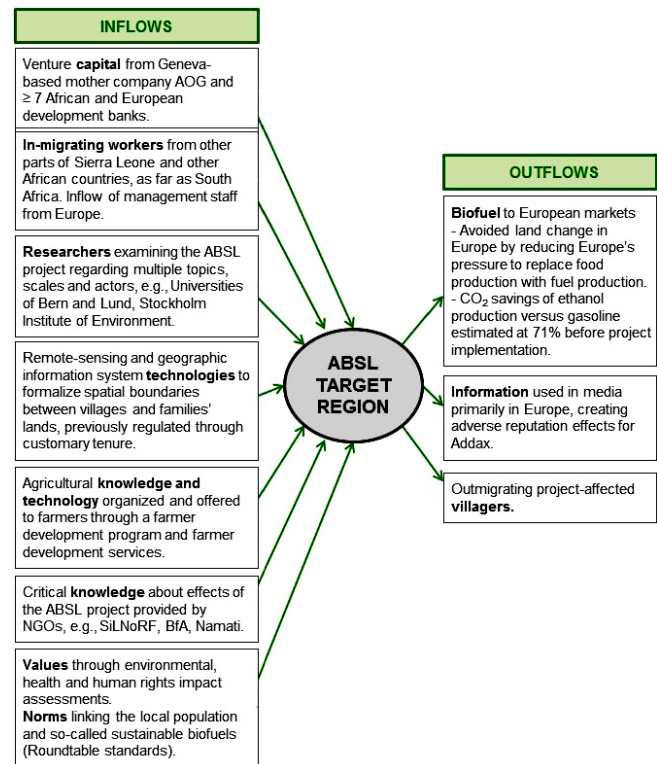 INFLOWS
Venture capital from Geneva-
based mother company AOG and
≥ 7 African and European
development banks.
In-migrating workers from other
parts of Sierra Leone and other
African countries, as far as South
Africa. Inflow of management staff
from Europe.
Researchers examining the ABSL
project regarding multiple topics,
scales and actors, e.g., Universities
of Bern and Lund, Stockholm
Institute of Environment.
Remote-sensing and geographic
information system technologies to
formalize spatial boundaries
between villages and families'
lands, previously regulated through
customary tenure.
Agricultural knowledge and
technology organized and offered
to farmers through a farmer
development program and farmer
development services.
Critical knowledge about effects of
the ABSL project provided by
NGOs, e.g., SiLNoRF, BfA, Namati.
Values through environmental,
health and human rights impact
assessments.
Norms linking the local population
and so-called sustainable biofuels
(Roundtable standards).
ABSL
TARGET
REGION
OUTFLOWS
Biofuel to European markets
- Avoided land change in
Europe by reducing Europe's
pressure to replace food
production with fuel production.
- CO₂ savings of ethanol
production versus gasoline
estimated at 71% before project
implementation.
Information used in media
primarily in Europe, creating
adverse reputation effects for
Addax.
Outmigrating project-affected
villagers.